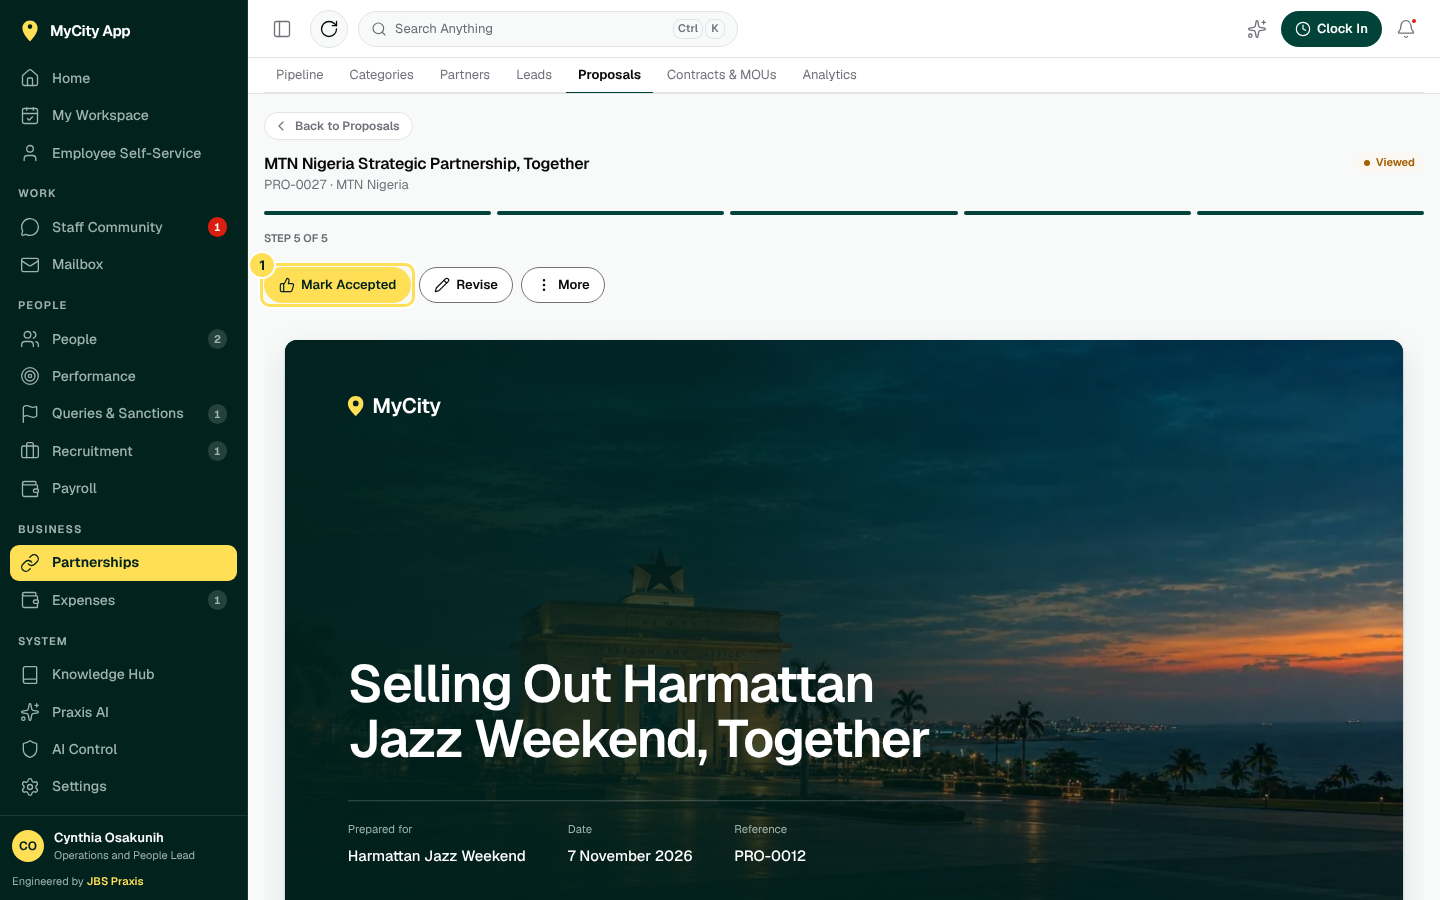 MyCity App
Home
My Workspace
Employee Self-Service
WORK
Staff Community 1
Mailbox
PEOPLE
People 2
Performance
Queries & Sanctions 1
Recruitment 1
Payroll
BUSINESS
Partnerships
Expenses 1
SYSTEM
Knowledge Hub
Praxis AI
AI Control
Settings
CO
Cynthia Osakunih
Operations and People Lead
Engineered by JBS Praxis
Search Anything Ctrl K
Clock In
Pipeline Categories Partners Leads Proposals Contracts & MOUs Analytics
Back to Proposals
MTN Nigeria Strategic Partnership, Together
Viewed
PRO-0027 · MTN Nigeria
STEP 5 OF 5
1
Mark Accepted Revise More
MyCity
Selling Out Harmattan
Jazz Weekend, Together
Prepared for Date Reference
Harmattan Jazz Weekend 7 November 2026 PRO-0012